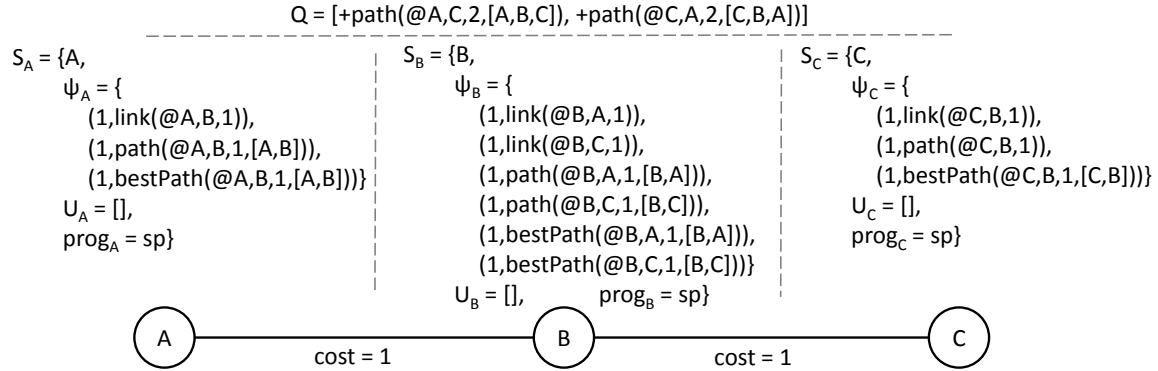 Q = [+path(@A,C,2,[A,B,C]), +path(@C,A,2,[C,B,A])]
S_A = {A,
ψ_A = {
(1,link(@A,B,1)),
(1,path(@A,B,1,[A,B])),
(1,bestPath(@A,B,1,[A,B]))}
U_A = [],
prog_A = sp}
S_B = {B,
ψ_B = {
(1,link(@B,A,1)),
(1,link(@B,C,1)),
(1,path(@B,A,1,[B,A])),
(1,path(@B,C,1,[B,C])),
(1,bestPath(@B,A,1,[B,A])),
(1,bestPath(@B,C,1,[B,C]))}
U_B = [], prog_B = sp}
S_C = {C,
ψ_C = {
(1,link(@C,B,1)),
(1,path(@C,B,1)),
(1,bestPath(@C,B,1,[C,B]))}
U_C = [],
prog_C = sp}
A
cost = 1
B
cost = 1
C